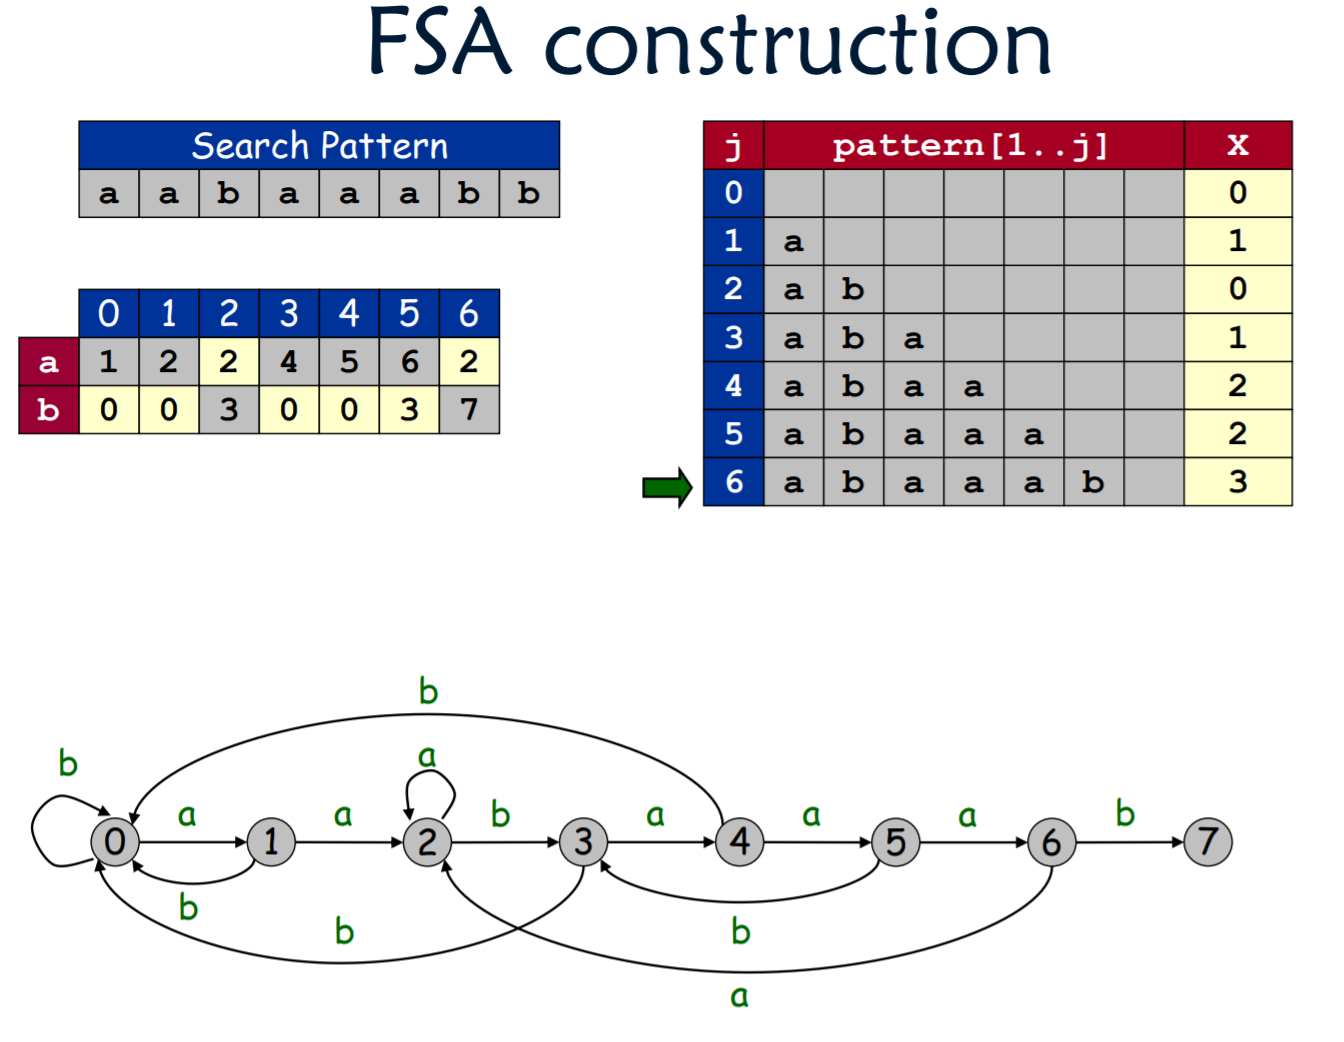 FSA construction
Search Pattern
a a b a a a b b
0 1 2 3 4 5 6
a 1 2 2 4 5 6 2
b 0 0 3 0 0 3 7
j pattern[1..j] X
0 0
1 a 1
2 a b 0
3 a b a 1
4 a b a a 2
5 a b a a a 2
6 a b a a a b 3
b
b a
a a b a a a b
0 1 2 3 4 5 6 7
b
b b
a